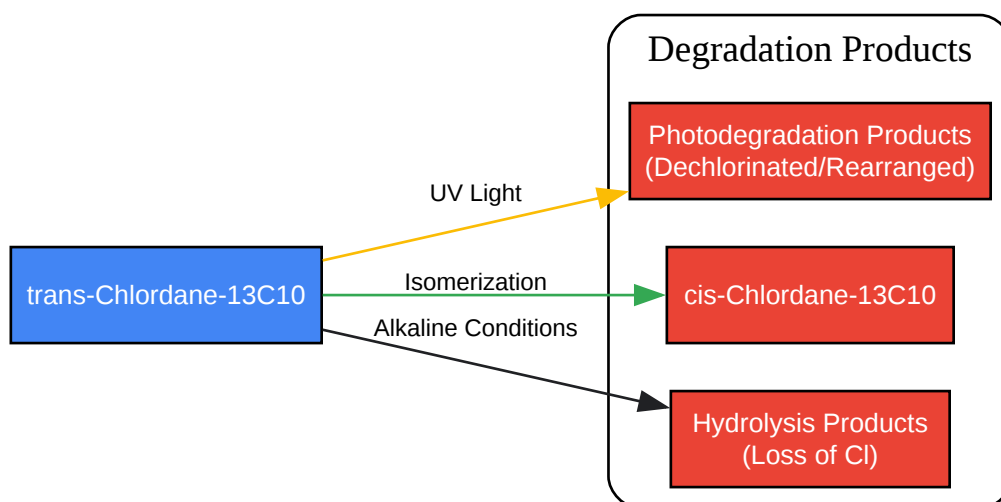 Degradation Products
Photodegradation Products
(Dechlorinated/Rearranged)
UV Light
trans-Chlordane-13C10
Isomerization
cis-Chlordane-13C10
Alkaline Conditions
Hydrolysis Products
(Loss of Cl)